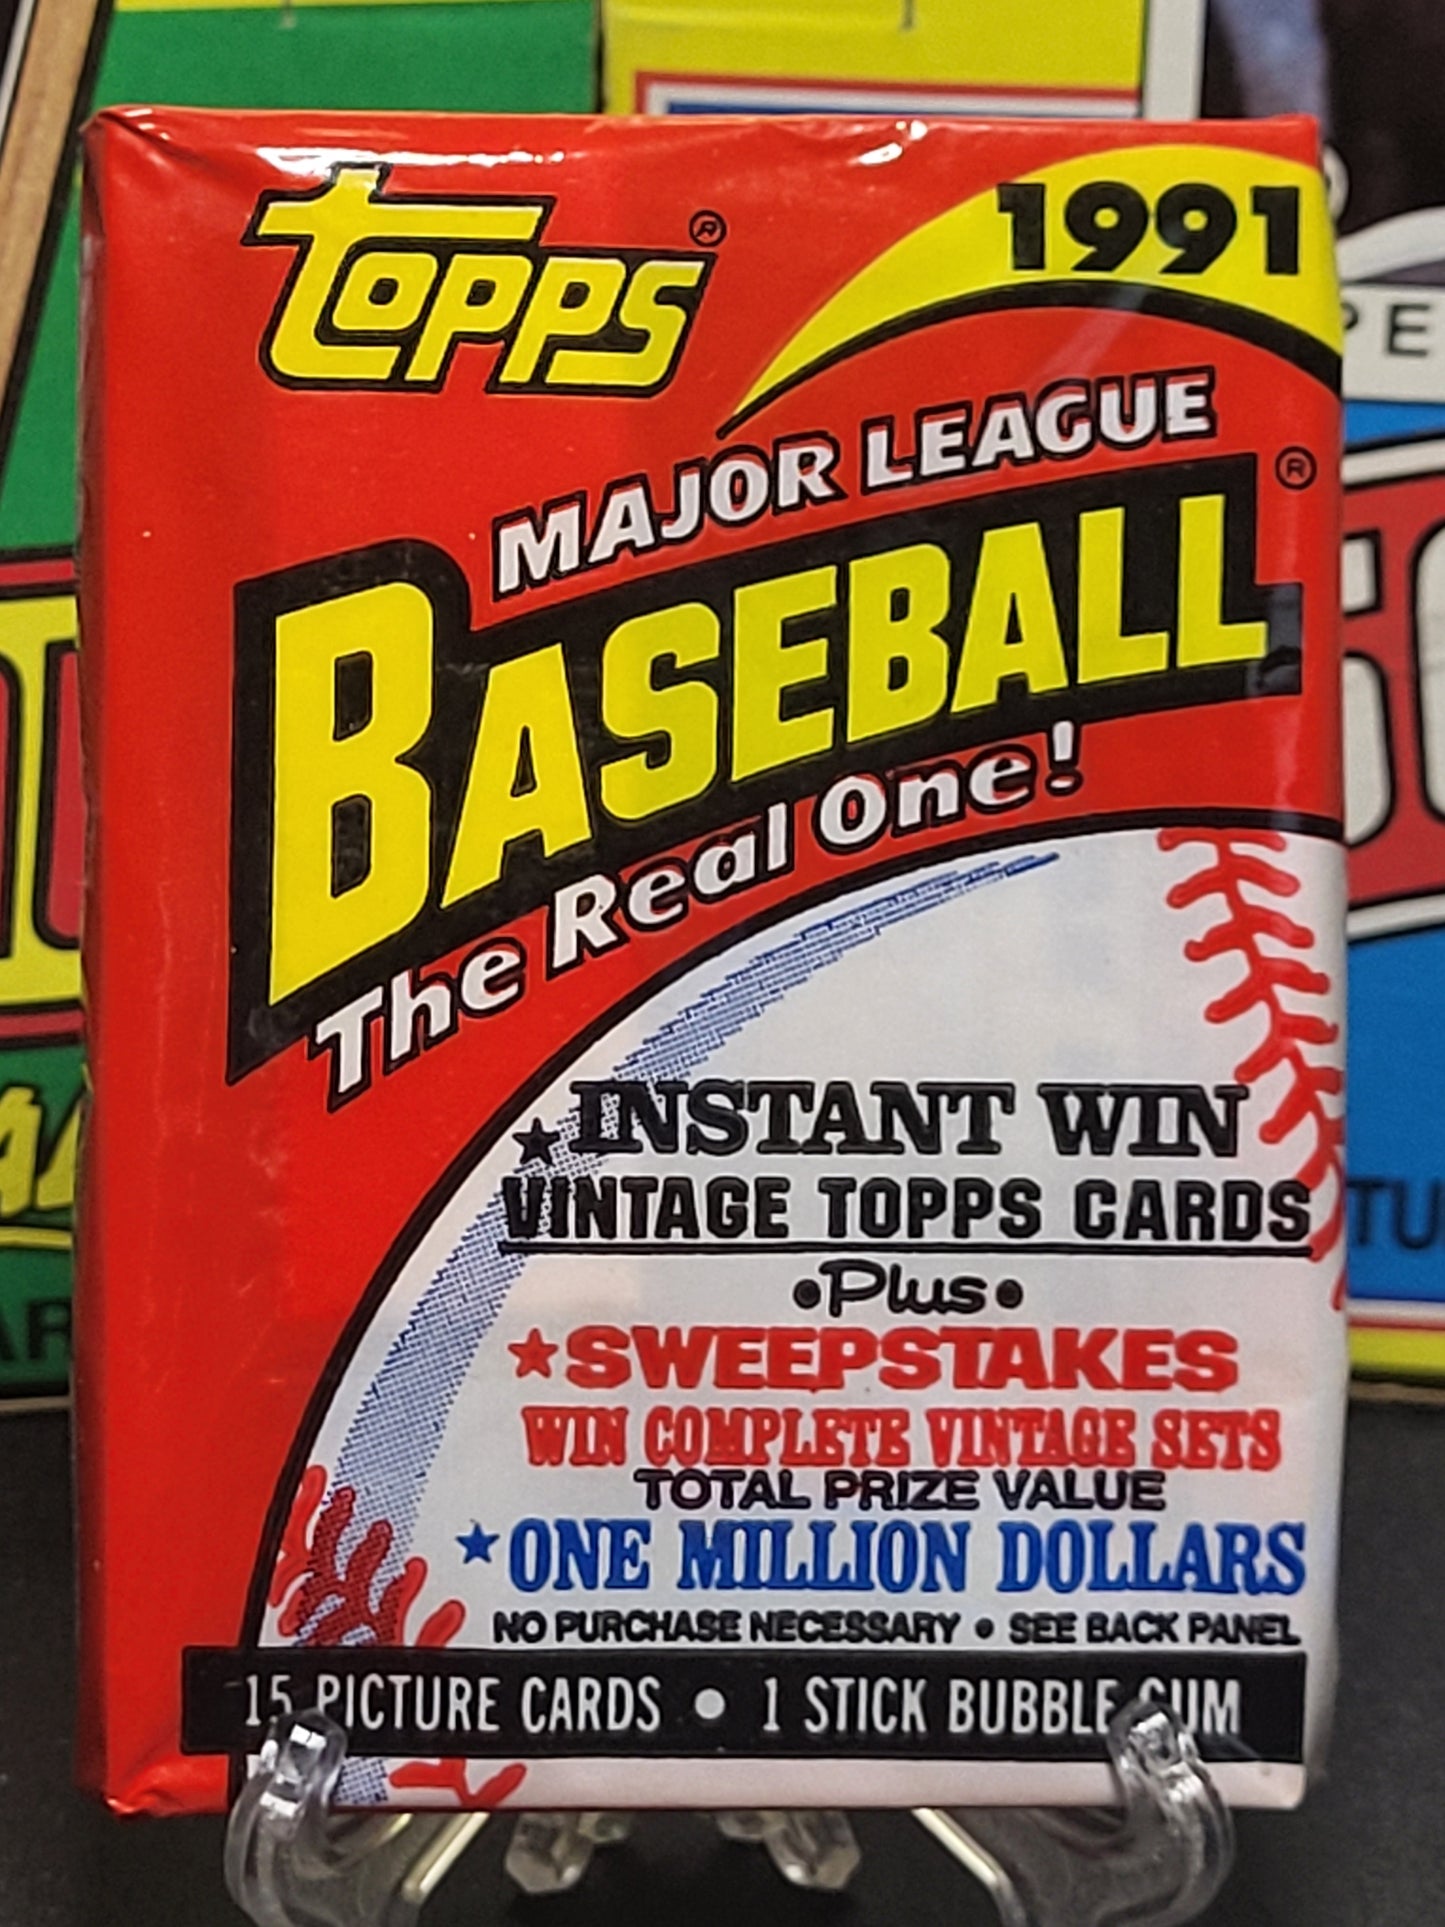 Topps®
1991
MAJOR LEAGUE
BASEBALL®
The Real One!
★INSTANT WIN
VINTAGE TOPPS CARDS
•Plus•
★SWEEPSTAKES
WIN COMPLETE VINTAGE SETS
TOTAL PRIZE VALUE
★ONE MILLION DOLLARS
NO PURCHASE NECESSARY • SEE BACK PANEL
15 PICTURE CARDS • 1 STICK BUBBLE GUM